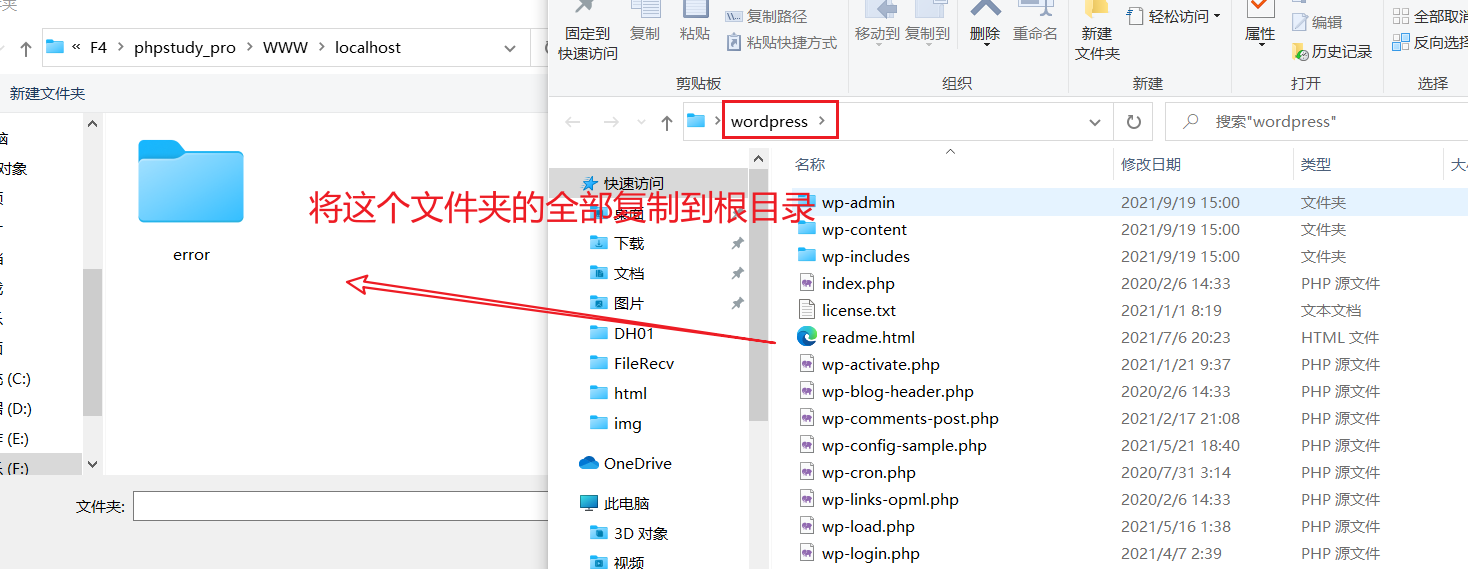 F4 > phpstudy_pro > WWW > localhost
新建文件夹
对象
(C:)
(D:)
(E:)
(F:)
error
文件夹:
固定到
快速访问
复制
粘贴
复制路径
粘贴快捷方式
剪贴板
移动到
复制到
删除
重命名
组织
新建
文件夹
轻松访问
新建
属性
编辑
历史记录
打开
全部取消
反向选择
选择
wordpress
搜索"wordpress"
将这个文件夹的全部复制到根目录
快速访问
桌面
下载
文档
图片
DH01
FileRecv
html
img
OneDrive
此电脑
3D 对象
视频
名称 修改日期 类型
wp-admin 2021/9/19 15:00 文件夹
wp-content 2021/9/19 15:00 文件夹
wp-includes 2021/9/19 15:00 文件夹
index.php 2020/2/6 14:33 PHP 源文件
license.txt 2021/1/1 8:19 文本文档
readme.html 2021/7/6 20:23 HTML 文件
wp-activate.php 2021/1/21 9:37 PHP 源文件
wp-blog-header.php 2020/2/6 14:33 PHP 源文件
wp-comments-post.php 2021/2/17 21:08 PHP 源文件
wp-config-sample.php 2021/5/21 18:40 PHP 源文件
wp-cron.php 2020/7/31 3:14 PHP 源文件
wp-links-opml.php 2020/2/6 14:33 PHP 源文件
wp-load.php 2021/5/16 1:38 PHP 源文件
wp-login.php 2021/4/7 2:39 PHP 源文件